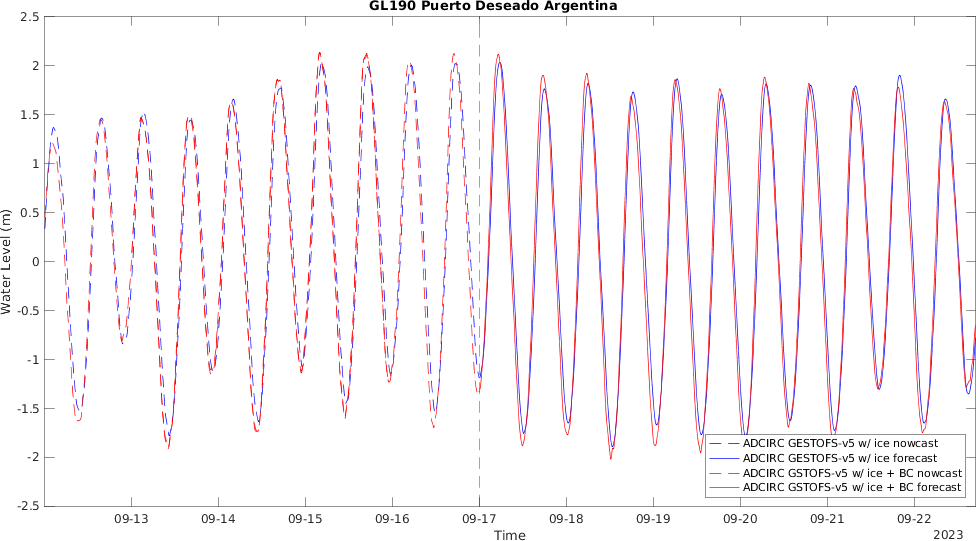 GL190 Puerto Deseado Argentina
Water Level (m)
2.5
2
1.5
1
0.5
0
-0.5
-1
-1.5
-2
-2.5
ADCIRC GESTOFS-v5 w/ ice nowcast
ADCIRC GESTOFS-v5 w/ ice forecast
ADCIRC GSTOFS-v5 w/ ice + BC nowcast
ADCIRC GSTOFS-v5 w/ ice + BC forecast
09-13 09-14 09-15 09-16 09-17 09-18 09-19 09-20 09-21 09-22
Time
2023